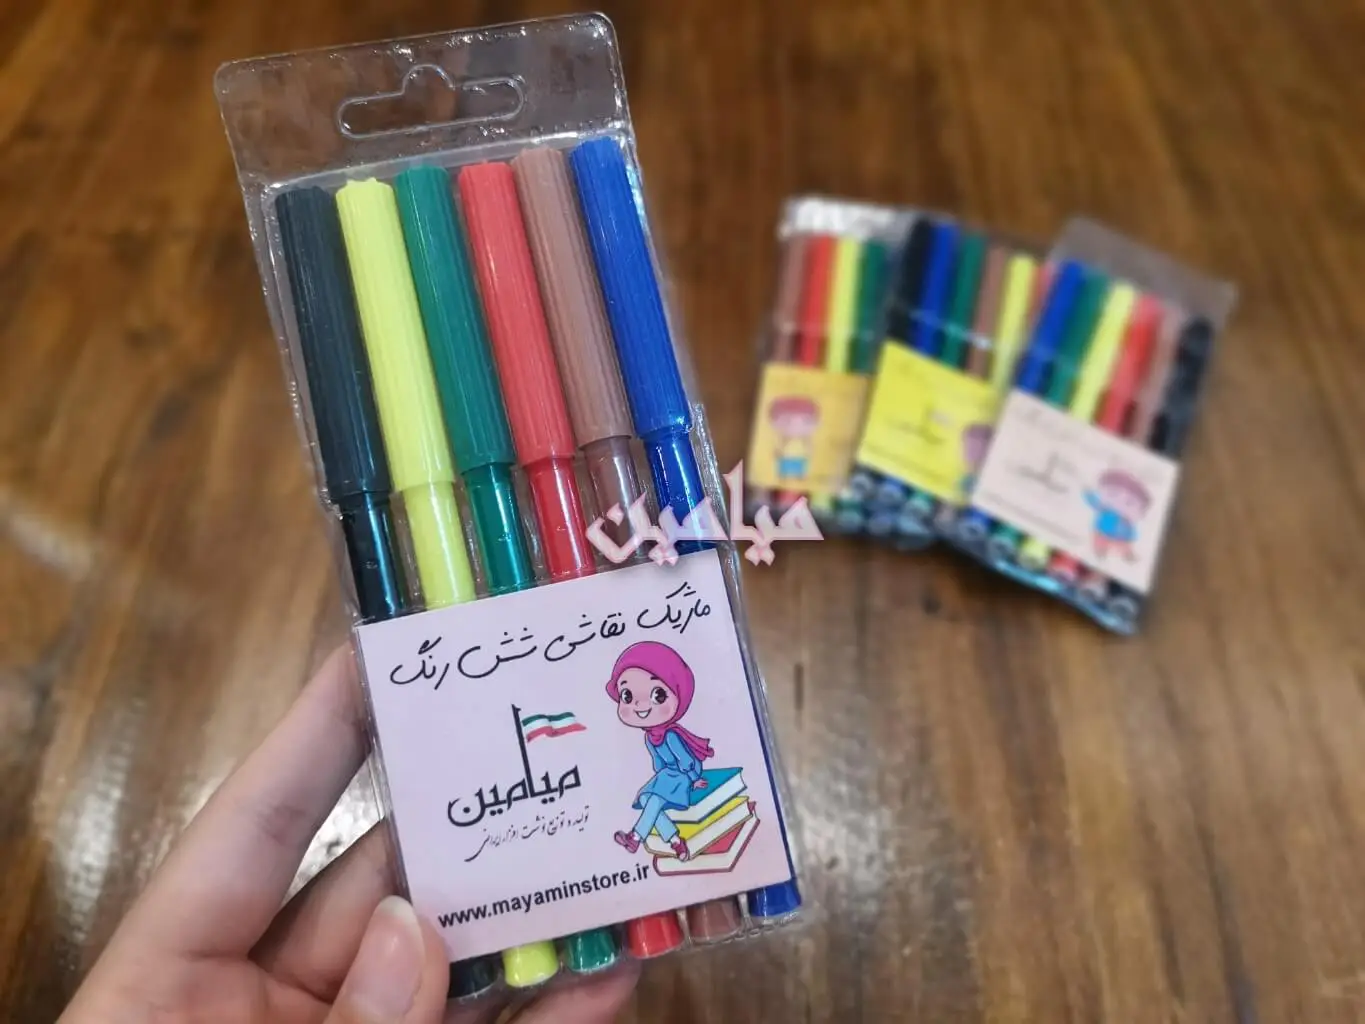 میامین
ماژیک نقاشی شش رنگ
میامین
تولید و توزیع نوشت افزار ایرانی
www.mayaminstore.ir